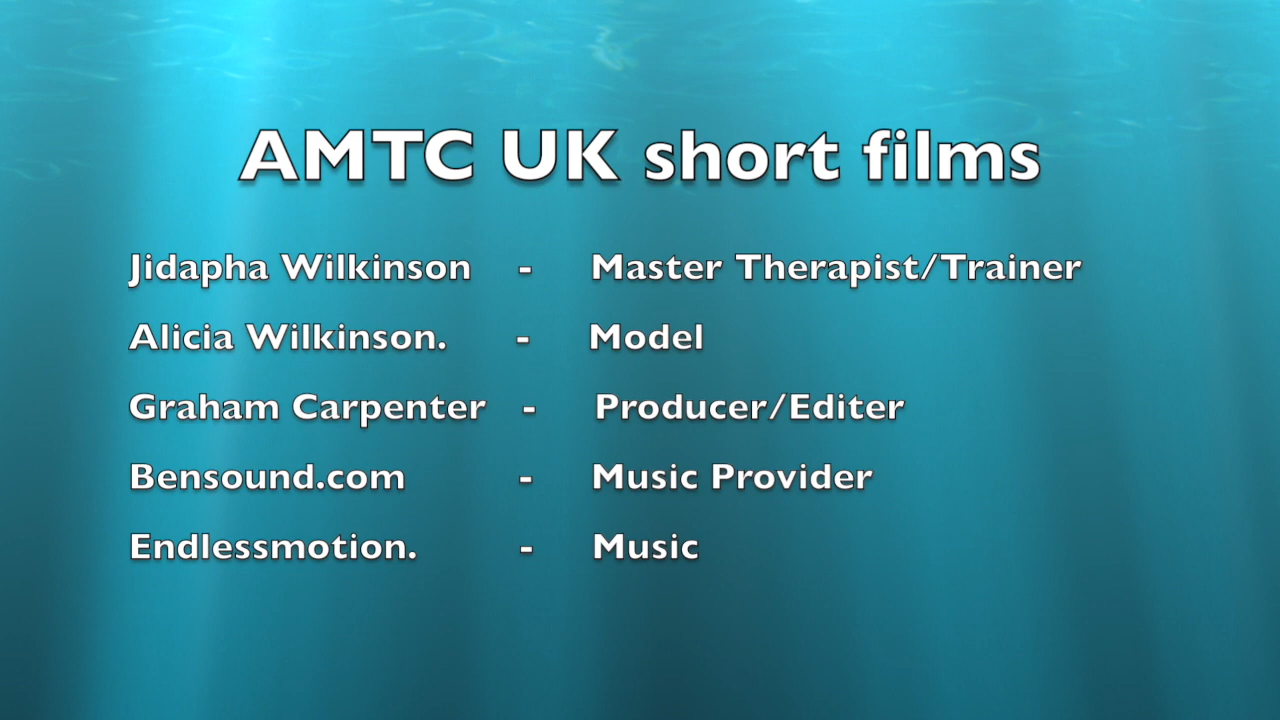 AMTC UK short films
Jidapha Wilkinson - Master Therapist/Trainer
Alicia Wilkinson. - Model
Graham Carpenter - Producer/Editer
Bensound.com - Music Provider
Endlessmotion. - Music